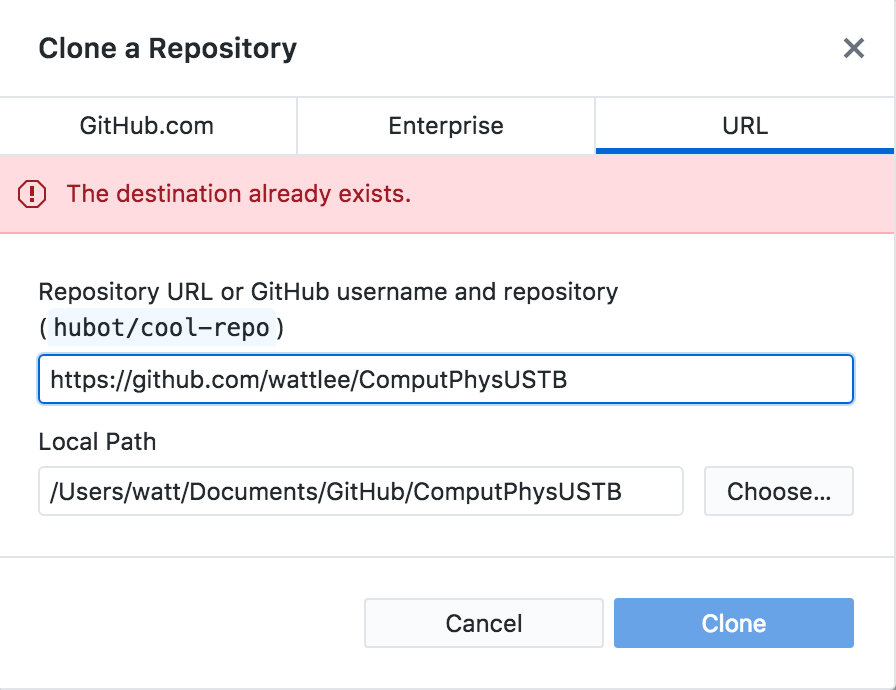 Clone a Repository
GitHub.com
Enterprise
URL
The destination already exists.
Repository URL or GitHub username and repository
(hubot/cool-repo)
https://github.com/wattlee/ComputPhysUSTB
Local Path
/Users/watt/Documents/GitHub/ComputPhysUSTB
Choose...
Cancel
Clone